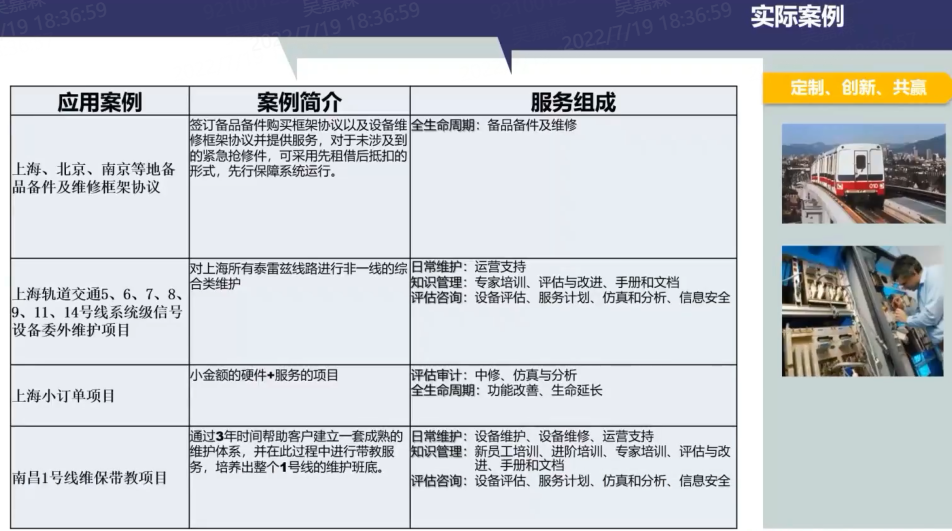 吴嘉霖
吴嘉霖
2022/7/19 18:36:59
2022/7/19 18:36:59
7/19 18:36:59
实际案例
定制、创新、共赢
应用案例
案例简介
服务组成
上海、北京、南京等地备
品备件及维修框架协议
签订备品备件购买框架协议以及设备维
修框架协议并提供服务，对于未涉及到
的紧急抢修件，可采用先租借后抵扣的
形式，先行保障系统运行。
全生命周期：备品备件及维修
上海轨道交通5、6、7、8、
9、11、14号线系统级信号
设备委外维护项目
对上海所有泰雷兹线路进行非一线的综
合类维护
日常维护：运营支持
知识管理：专家培训、评估与改进、手册和文档
评估咨询：设备评估、服务计划、仿真和分析、信息安全
上海小订单项目
小金额的硬件+服务的项目
评估审计：中修、仿真与分析
全生命周期：功能改善、生命延长
南昌1号线维保带教项目
通过3年时间帮助客户建立一套成熟的
维护体系，并在此过程中进行带教服
务，培养出整个1号线的维护班底。
日常维护：设备维护、设备维修、运营支持
知识管理：新员工培训、进阶培训、专家培训、评估与改
进、手册和文档
评估咨询：设备评估、服务计划、仿真和分析、信息安全